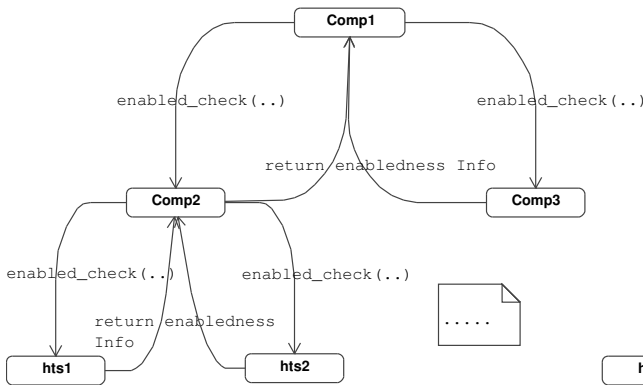 Comp1
enabled_check(..)
enabled_check(..)
return enabledness Info
Comp2
Comp3
enabled_check(..)
enabled_check(..)
.....
return enabledness
Info
hts1
hts2
h